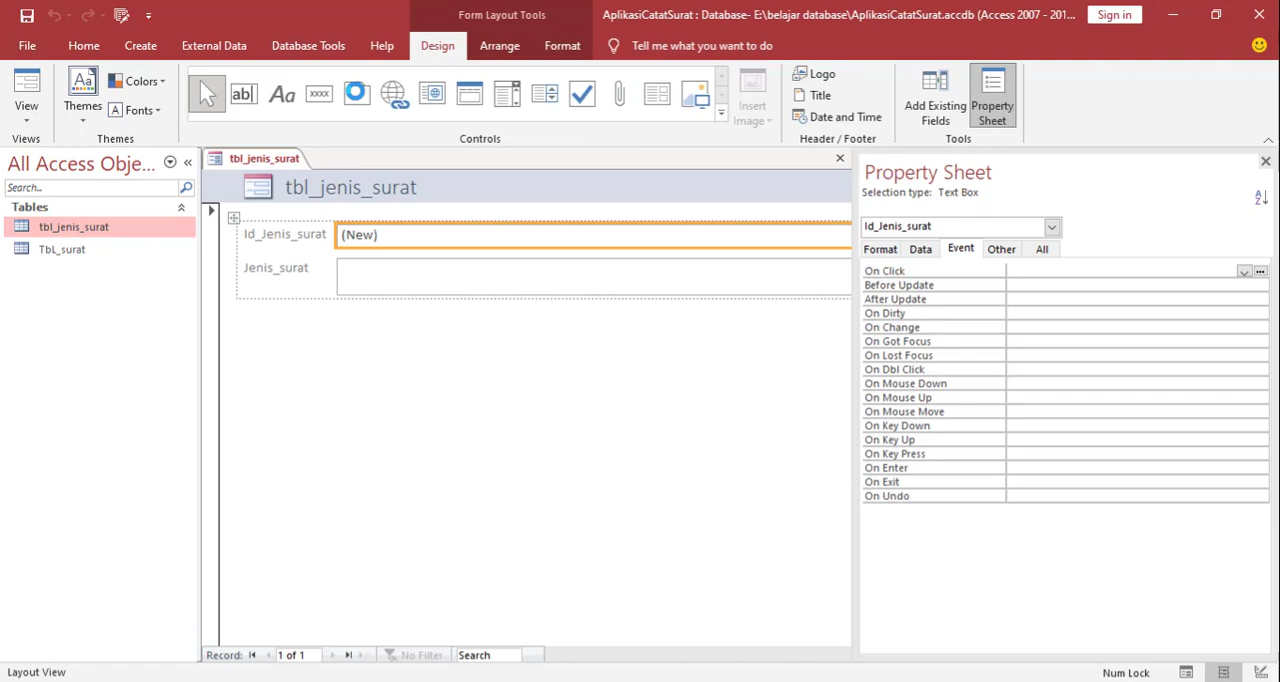 Form Layout Tools
AplikasiCatatSurat : Database- E:\belajar database\AplikasiCatatSurat.accdb (Access 2007 - 201...
Sign in
File Home Create External Data Database Tools Help Design Arrange Format Tell me what you want to do
View
Views
Aa
Themes
Colors
A Fonts
Themes
ab|
Aa
xxxx
Insert
Image
Controls
Logo
Title
Date and Time
Header / Footer
Add Existing
Fields
Property
Sheet
Tools
All Access Obje...
Search...
Tables
tbl_jenis_surat
TbL_surat
tbl_jenis_surat
tbl_jenis_surat
Id_Jenis_surat (New)
Jenis_surat
Record: 1 of 1 No Filter Search
Property Sheet
Selection type: Text Box
Id_Jenis_surat
Format Data Event Other All
On Click
Before Update
After Update
On Dirty
On Change
On Got Focus
On Lost Focus
On Dbl Click
On Mouse Down
On Mouse Up
On Mouse Move
On Key Down
On Key Up
On Key Press
On Enter
On Exit
On Undo
Layout View
Num Lock